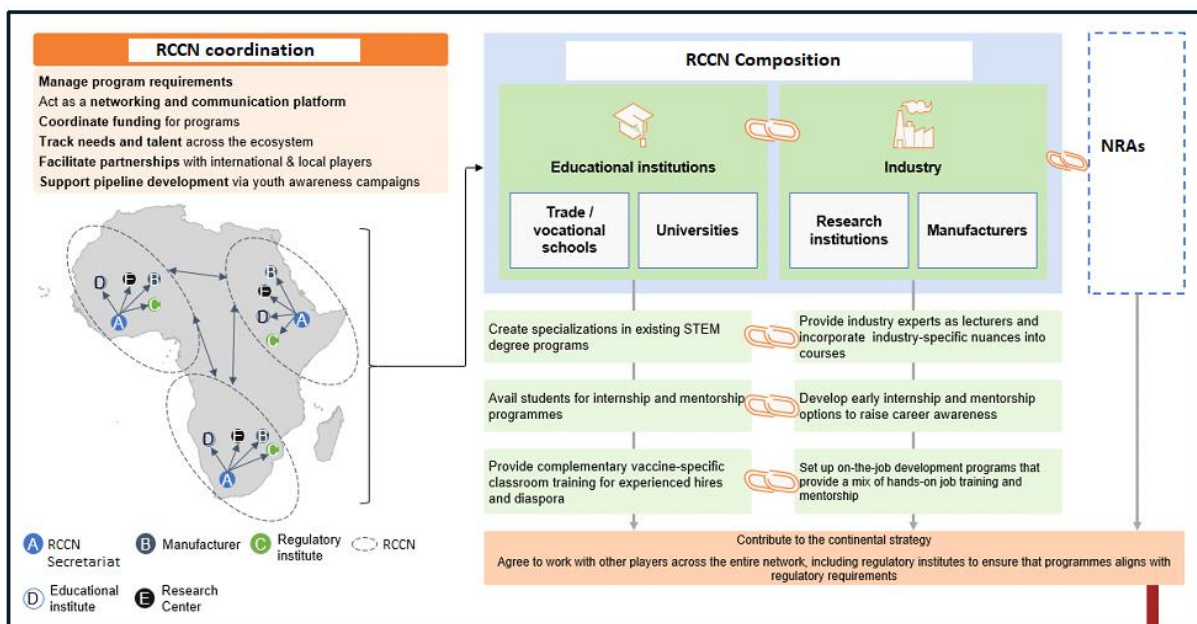 RCCN coordination
Manage program requirements
Act as a networking and communication platform
Coordinate funding for programs
Track needs and talent across the ecosystem
Facilitate partnerships with international & local players
Support pipeline development via youth awareness campaigns
D
E
B
C
A
B
E
D
A
C
D
E
B
C
A
A RCCN
Secretariat
B Manufacturer
C Regulatory
institute
RCCN
D Educational
institute
E Research
Center
RCCN Composition
Educational institutions
Trade /
vocational
schools
Universities
Industry
Research
institutions
Manufacturers
NRAs
Create specializations in existing STEM
degree programs
Provide industry experts as lecturers and
incorporate industry-specific nuances into
courses
Avail students for internship and mentorship
programmes
Develop early internship and mentorship
options to raise career awareness
Provide complementary vaccine-specific
classroom training for experienced hires
and diaspora
Set up on-the-job development programs that
provide a mix of hands-on job training and
mentorship
Contribute to the continental strategy
Agree to work with other players across the entire network, including regulatory institutes to ensure that programmes aligns with
regulatory requirements